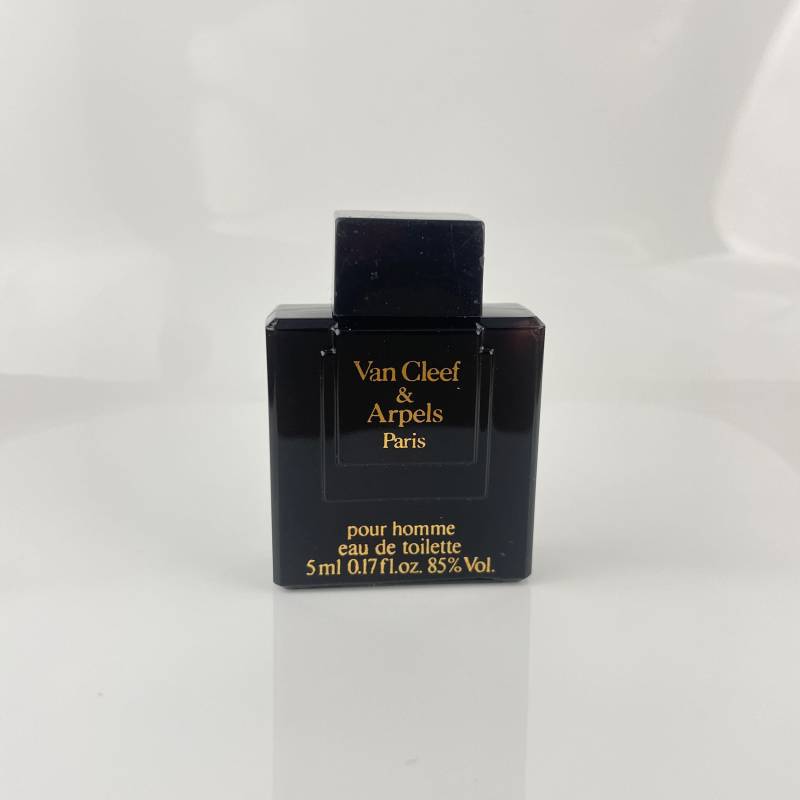 Van Cleef
&
Arpels
Paris
pour homme
eau de toilette
5 ml 0.17 fl.oz. 85% Vol.